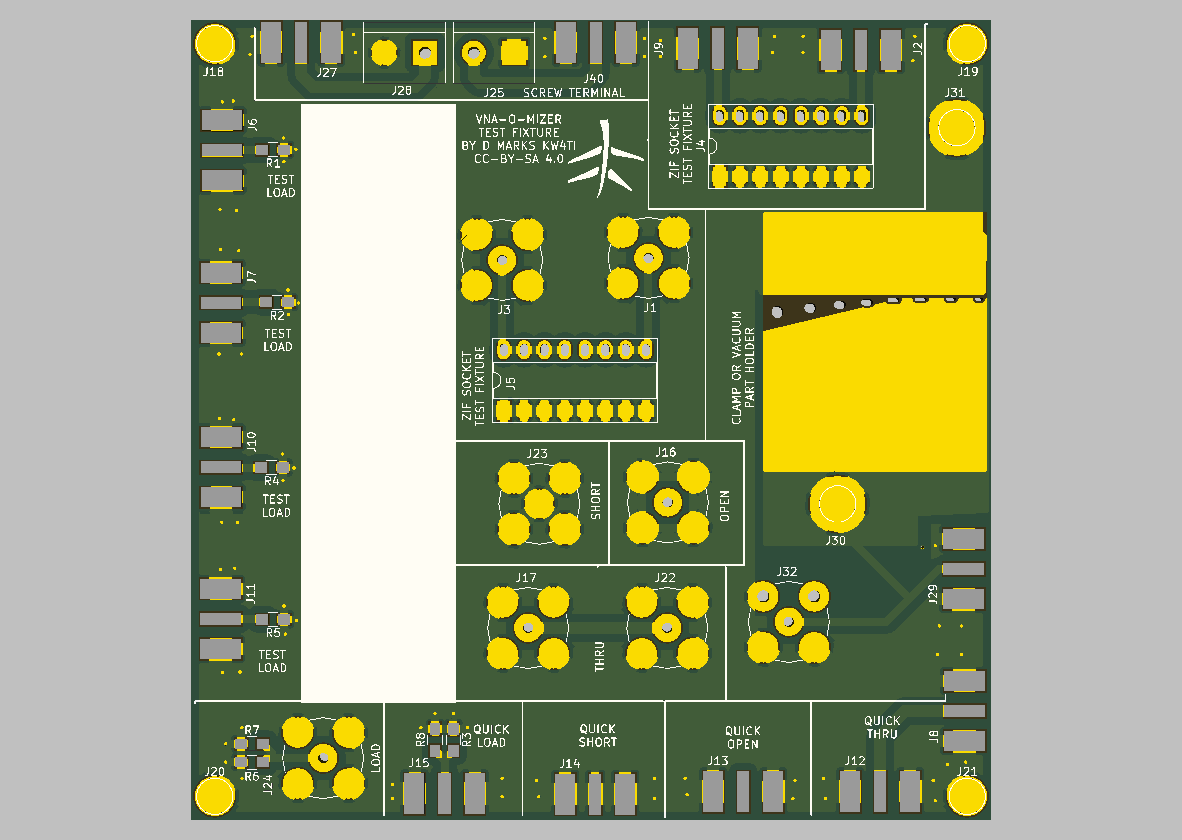 J18
J27
J28
J25
SCREW TERMINAL
J40
J9
J2
J19
J31
J6
R1
TEST
LOAD
VNA-O-MIZER
TEST FIXTURE
BY D MARKS KW4TI
CC-BY-SA 4.0
ZIF SOCKET
TEST FIXTURE
J4
J7
R2
TEST
LOAD
J3
J1
ZIF SOCKET
TEST FIXTURE
J5
CLAMP OR VACUUM
PART HOLDER
J10
R4
TEST
LOAD
J23
SHORT
J16
OPEN
J30
J11
R5
TEST
LOAD
J17
J22
THRU
J32
J29
R7
R6
J24
LOAD
J20
R8
R3
QUICK
LOAD
J15
QUICK
SHORT
J14
QUICK
OPEN
J13
QUICK
THRU
J12
J8
J21